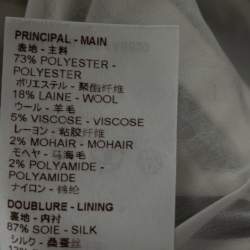 PRINCIPAL - MAIN
表地 - 主料
73% POLYESTER -
POLYESTER
ポリエステル - 聚酯纤维
18% LAINE - WOOL
ウール - 羊毛
5% VISCOSE - VISCOSE
レーヨン - 粘胶纤维
2% MOHAIR - MOHAIR
モヘヤ - 马海毛
2% POLYAMIDE -
POLYAMIDE
ナイロン - 锦纶
DOUBLURE - LINING
裏地 - 内衬
87% SOIE - SILK
シルク - 桑蚕丝